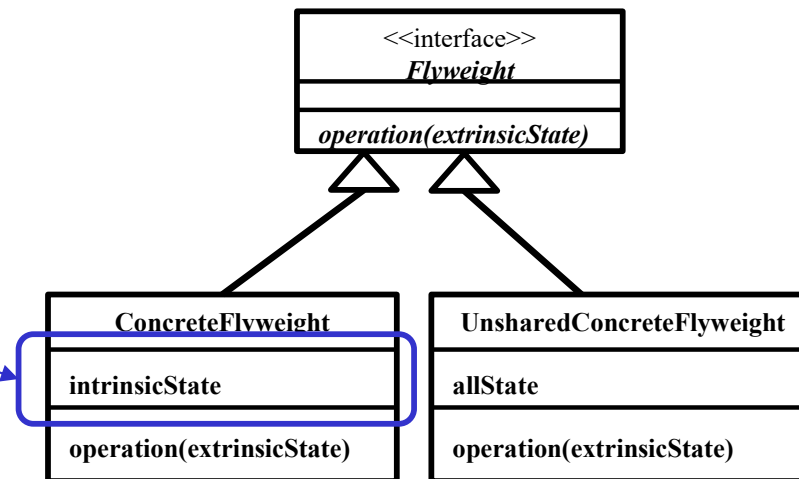 <<interface>>
Flyweight
operation(extrinsicState)
ConcreteFlyweight
intrinsicState
operation(extrinsicState)
UnsharedConcreteFlyweight
allState
operation(extrinsicState)